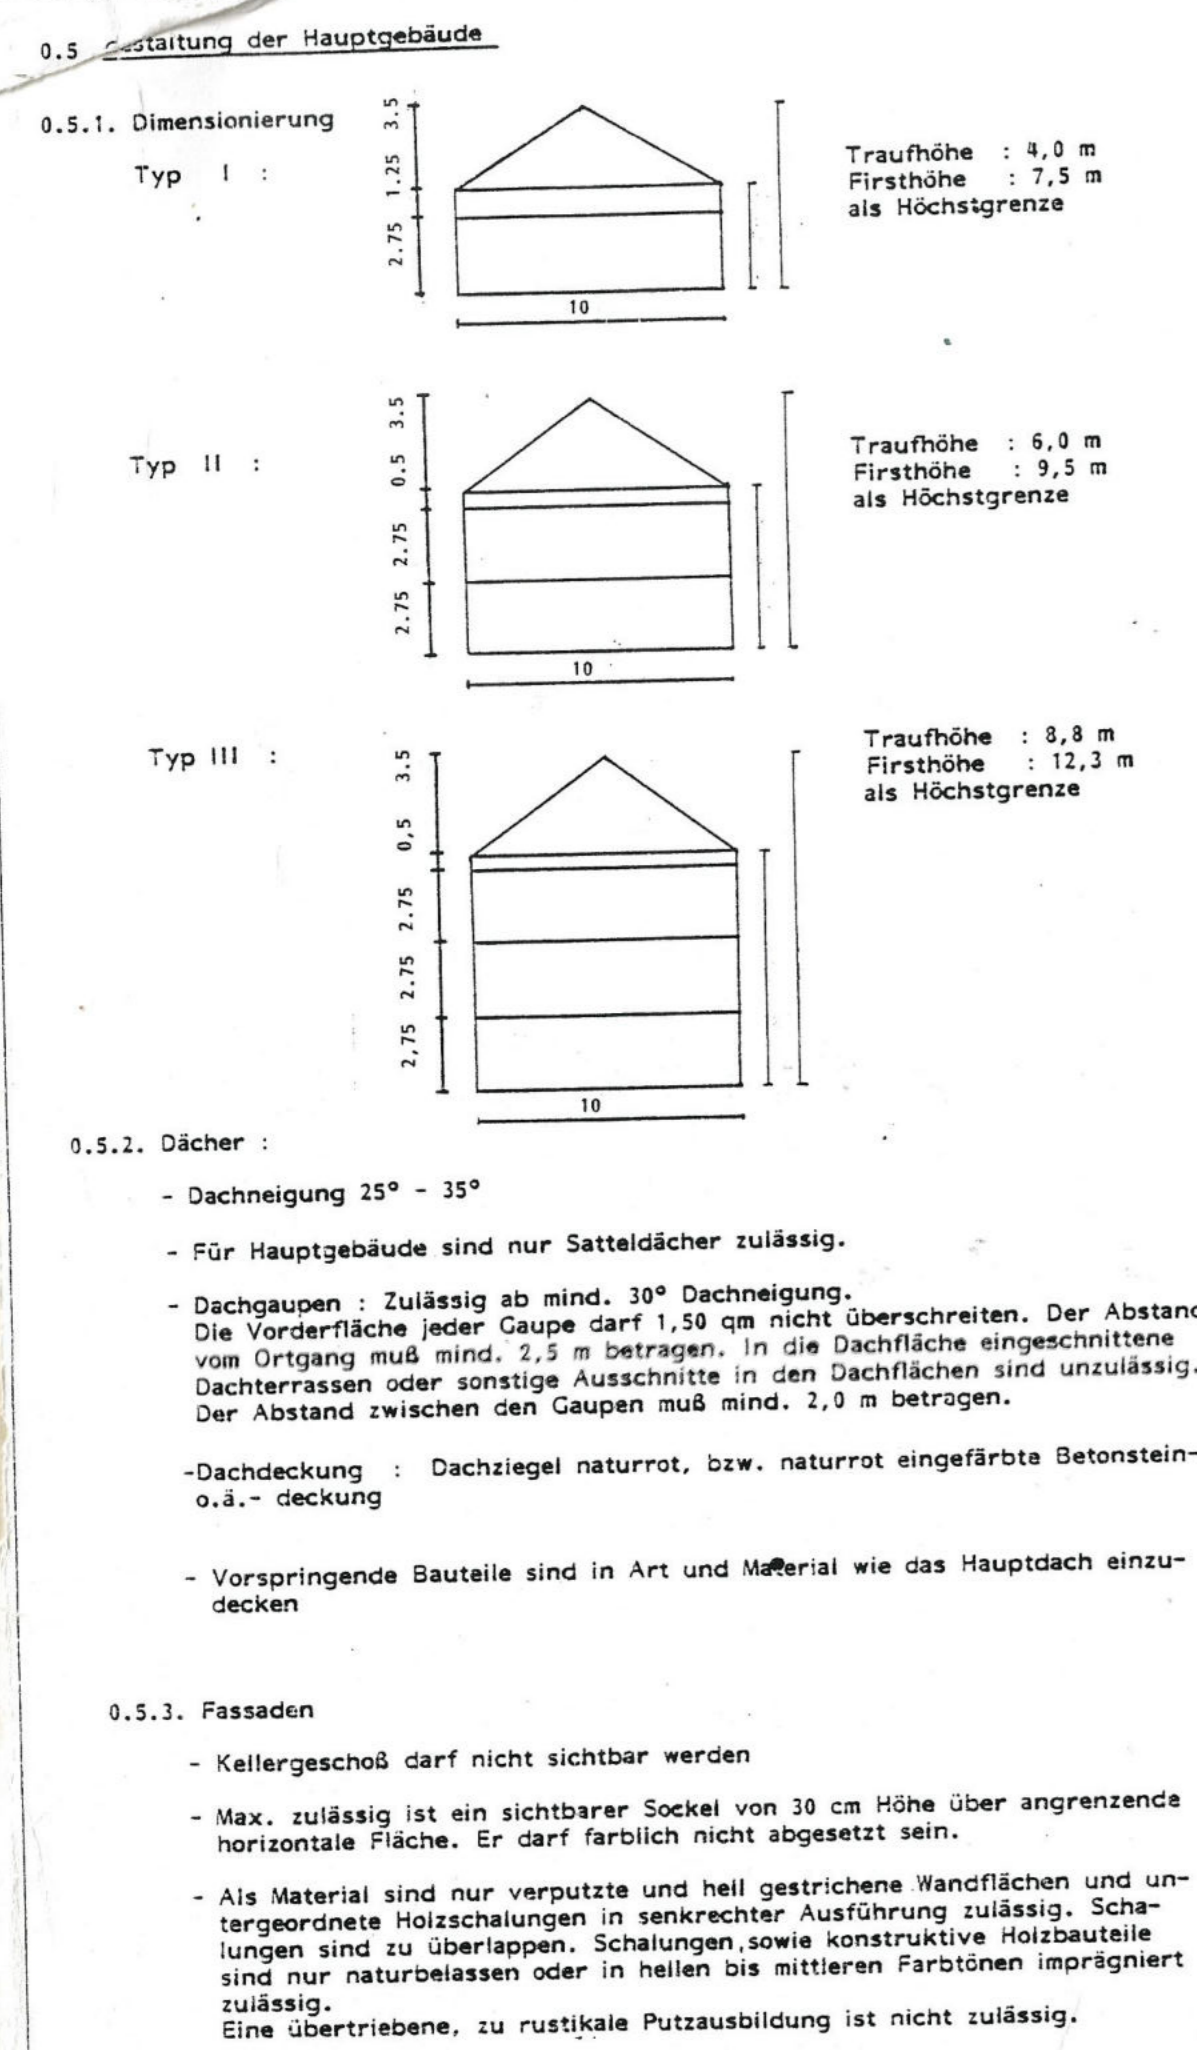 0.5 Gestaltung der Hauptgebäude
0.5.1. Dimensionierung
Typ I :
3.5
1.25
2.75
10
Traufhöhe : 4,0 m
Firsthöhe : 7,5 m
als Höchstgrenze
Typ II :
3.5
0.5
2.75
2.75
10
Traufhöhe : 6,0 m
Firsthöhe : 9,5 m
als Höchstgrenze
Typ III :
3.5
0,5
2.75
2.75
2,75
10
Traufhöhe : 8,8 m
Firsthöhe : 12,3 m
als Höchstgrenze
0.5.2. Dächer :
- Dachneigung 25° - 35°
- Für Hauptgebäude sind nur Satteldächer zulässig.
- Dachgaupen : Zulässig ab mind. 30° Dachneigung.
Die Vorderfläche jeder Gaupe darf 1,50 qm nicht überschreiten. Der Abstand
vom Ortgang muß mind. 2,5 m betragen. In die Dachfläche eingeschnittene
Dachterrassen oder sonstige Ausschnitte in den Dachflächen sind unzulässig.
Der Abstand zwischen den Gaupen muß mind. 2,0 m betragen.
-Dachdeckung : Dachziegel naturrot, bzw. naturrot eingefärbte Betonstein-
o.ä.- deckung
- Vorspringende Bauteile sind in Art und Material wie das Hauptdach einzu-
decken
0.5.3. Fassaden
- Kellergeschoß darf nicht sichtbar werden
- Max. zulässig ist ein sichtbarer Sockel von 30 cm Höhe über angrenzende
horizontale Fläche. Er darf farblich nicht abgesetzt sein.
- Als Material sind nur verputzte und hell gestrichene Wandflächen und un-
tergeordnete Holzschalungen in senkrechter Ausführung zulässig. Scha-
lungen sind zu überlappen. Schalungen, sowie konstruktive Holzbauteile
sind nur naturbelassen oder in hellen bis mittleren Farbtönen imprägniert
zulässig.
Eine übertriebene, zu rustikale Putzausbildung ist nicht zulässig.